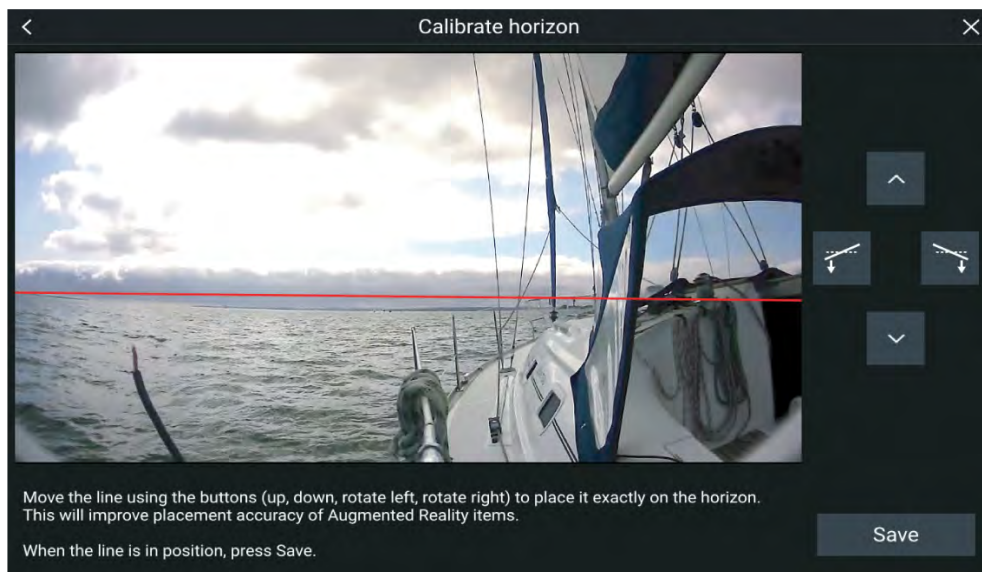 Calibrate horizon
Move the line using the buttons (up, down, rotate left, rotate right) to place it exactly on the horizon.
This will improve placement accuracy of Augmented Reality items.
When the line is in position, press Save.
Save